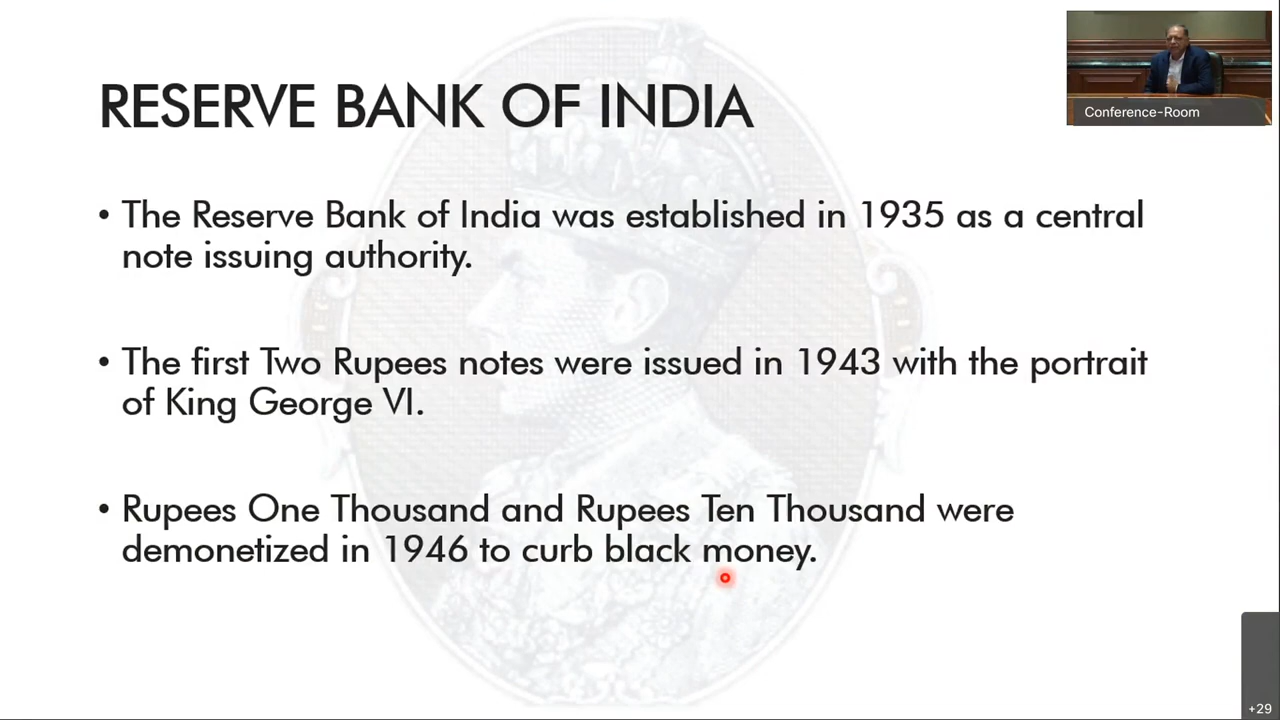 RESERVE BANK OF INDIA
Conference-Room
• The Reserve Bank of India was established in 1935 as a central
note issuing authority.
• The first Two Rupees notes were issued in 1943 with the portrait
of King George VI.
• Rupees One Thousand and Rupees Ten Thousand were
demonetized in 1946 to curb black money.
+29